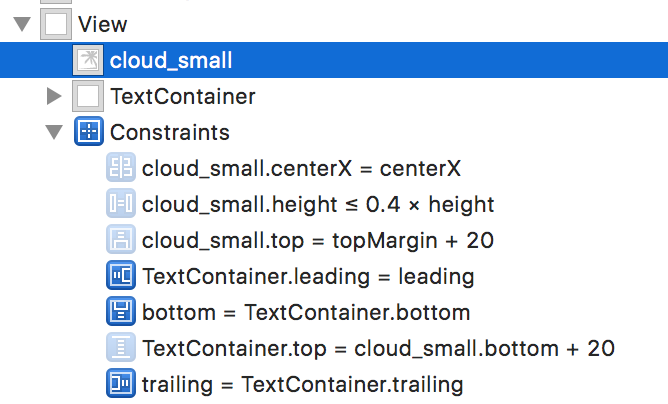 View
cloud_small
TextContainer
Constraints
cloud_small.centerX = centerX
cloud_small.height ≤ 0.4 × height
cloud_small.top = topMargin + 20
TextContainer.leading = leading
bottom = TextContainer.bottom
TextContainer.top = cloud_small.bottom + 20
trailing = TextContainer.trailing